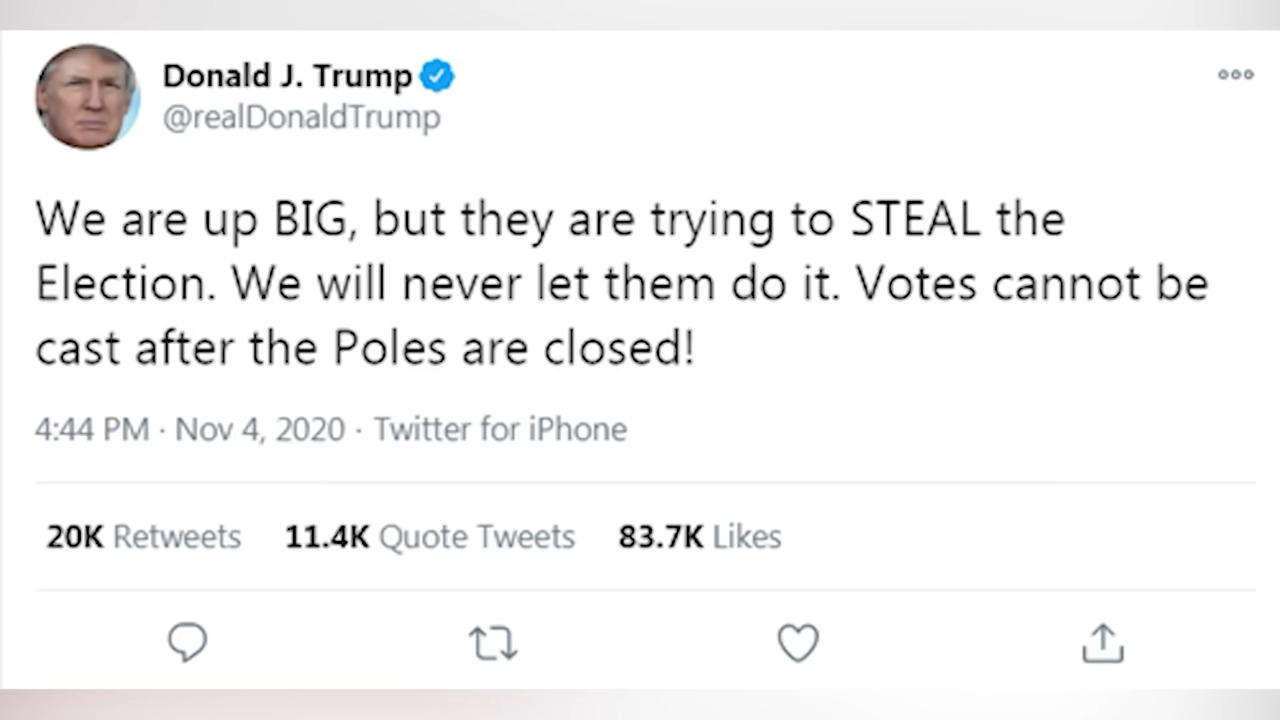 Donald J. Trump
@realDonaldTrump
We are up BIG, but they are trying to STEAL the
Election. We will never let them do it. Votes cannot be
cast after the Poles are closed!
4:44 PM · Nov 4, 2020 · Twitter for iPhone
20K Retweets 11.4K Quote Tweets 83.7K Likes